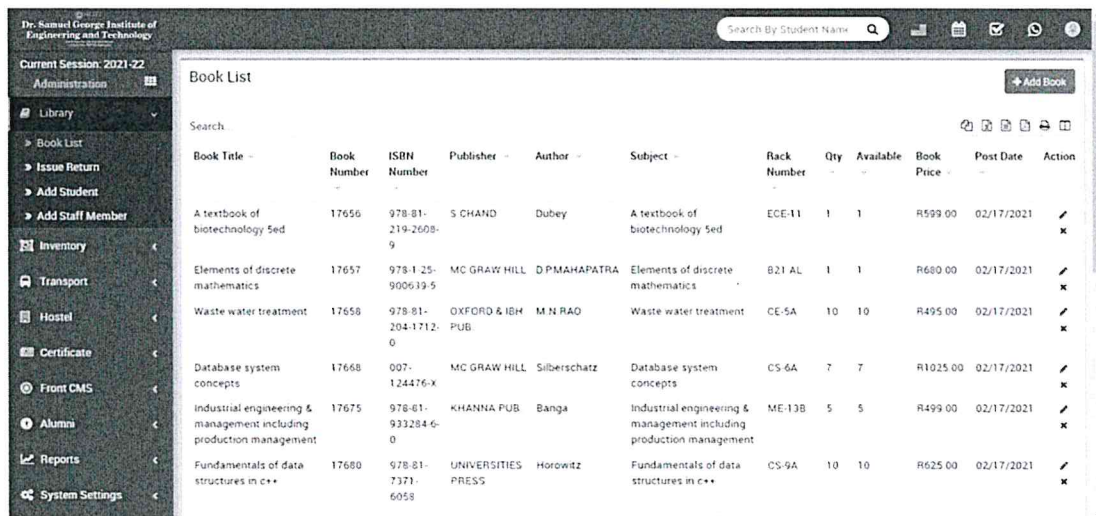 Dr. Samuel George Institute of
Engineering and Technology
Search By Student Name
Current Session: 2021-22
Administration
Library
» Book List
» Issue Return
» Add Student
» Add Staff Member
Inventory
Transport
Hostel
Certificate
Front CMS
Alumni
Reports
System Settings
Book List
+ Add Book
Search...
Book Title Book Number ISBN Number Publisher Author Subject Rack Number Qty Available Book Price Post Date Action
A textbook of biotechnology 5ed 17656 978-81-219-2608-9 S CHAND Dubey A textbook of biotechnology 5ed ECE-11 1 1 R599.00 02/17/2021
Elements of discrete mathematics 17657 978-1-25-900639-5 MC GRAW HILL D.P.MAHAPATRA Elements of discrete mathematics B21 AL 1 1 R680.00 02/17/2021
Waste water treatment 17658 978-81-204-1712-0 OXFORD & IBH PUB. M.N.RAO Waste water treatment CE-5A 10 10 R495.00 02/17/2021
Database system concepts 17668 007-124476-X MC GRAW HILL Silberschatz Database system concepts CS-6A 7 7 R1025.00 02/17/2021
Industrial engineering & management including production management 17675 978-81-933284-6-0 KHANNA PUB Banga Industrial engineering & management including production management ME-13B 5 5 R499.00 02/17/2021
Fundamentals of data structures in c++ 17680 978-81-7371-6058 UNIVERSITIES PRESS Horowitz Fundamentals of data structures in c++ CS-9A 10 10 R625.00 02/17/2021